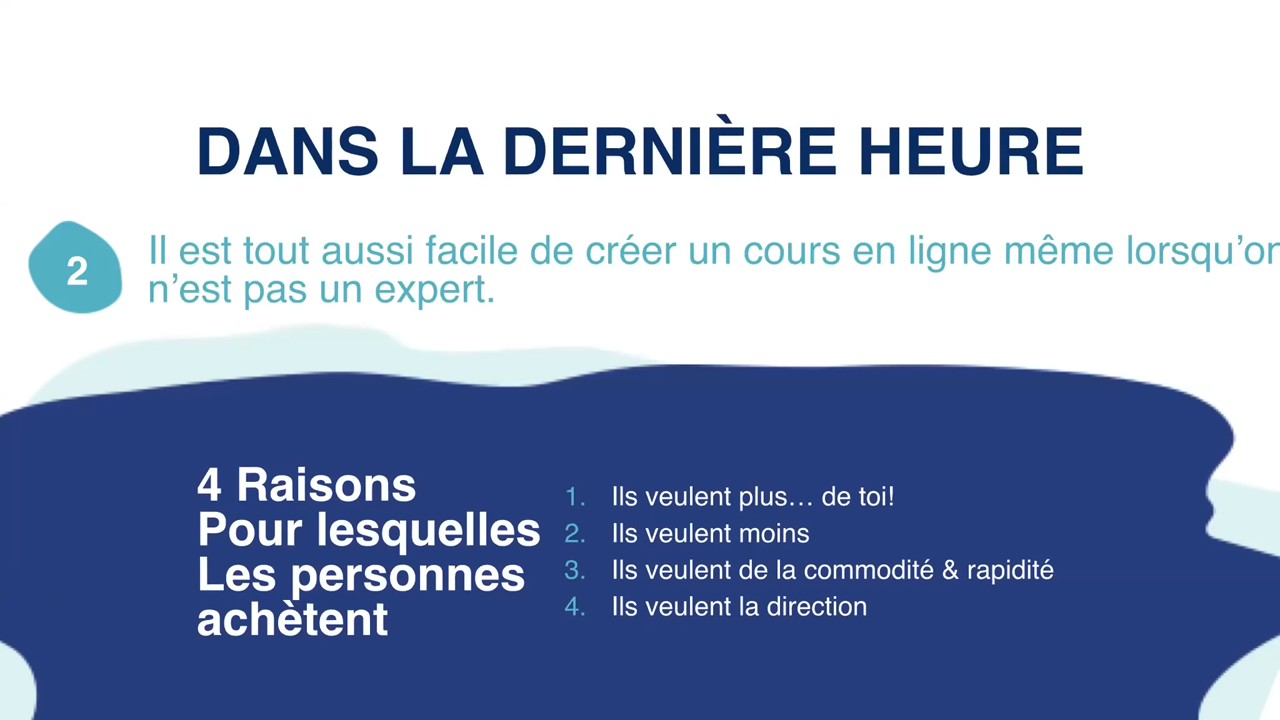 DANS LA DERNIÈRE HEURE
2
Il est tout aussi facile de créer un cours en ligne même lorsqu’on
n’est pas un expert.
4 Raisons
Pour lesquelles
Les personnes
achètent
1. Ils veulent plus… de toi!
2. Ils veulent moins
3. Ils veulent de la commodité & rapidité
4. Ils veulent la direction